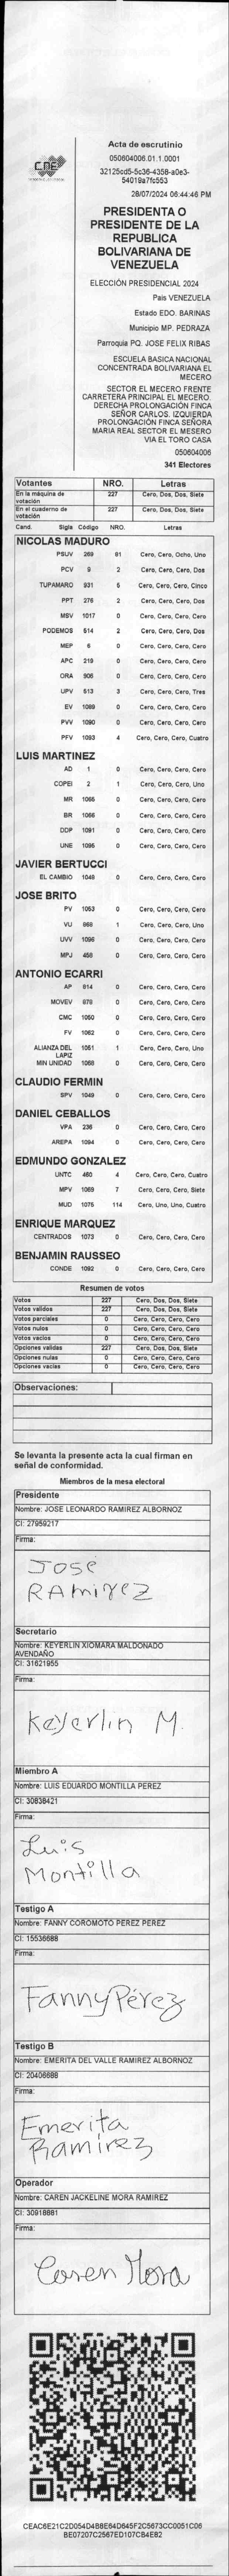 CNE
Acta de escrutinio
050604006.01.1.0001
32125cd5-5c36-4358-a0e3-
54019a7fc553
28/07/2024 06:44:46 PM
PRESIDENTA O
PRESIDENTE DE LA
REPUBLICA
BOLIVARIANA DE
VENEZUELA
ELECCIÓN PRESIDENCIAL 2024
Pais VENEZUELA
Estado EDO. BARINAS
Municipio MP. PEDRAZA
Parroquia PQ. JOSE FELIX RIBAS
ESCUELA BASICA NACIONAL
CONCENTRADA BOLIVARIANA EL
MECERO
SECTOR EL MECERO FRENTE
CARRETERA PRINCIPAL EL MECERO.
DERECHA PROLONGACIÓN FINCA
SEÑOR CARLOS. IZQUIERDA
PROLONGACIÓN FINCA SEÑORA
MARIA REAL SECTOR EL MESERO
VIA EL TORO CASA
050604006
341 Electores
Votantes NRO. Letras
En la máquina de votación 227 Cero, Dos, Dos, Siete
En el cuaderno de votación 227 Cero, Dos, Dos, Siete
Cand. Sigla Código NRO. Letras
NICOLAS MADURO
PSUV 269 81 Cero, Cero, Ocho, Uno
PCV 9 2 Cero, Cero, Cero, Dos
TUPAMARO 931 5 Cero, Cero, Cero, Cinco
PPT 276 2 Cero, Cero, Cero, Dos
MSV 1017 0 Cero, Cero, Cero, Cero
PODEMOS 514 2 Cero, Cero, Cero, Dos
MEP 6 0 Cero, Cero, Cero, Cero
APC 219 0 Cero, Cero, Cero, Cero
ORA 906 0 Cero, Cero, Cero, Cero
UPV 613 3 Cero, Cero, Cero, Tres
EV 1089 0 Cero, Cero, Cero, Cero
PVV 1090 0 Cero, Cero, Cero, Cero
PFV 1093 4 Cero, Cero, Cero, Cuatro
LUIS MARTINEZ
AD 1 0 Cero, Cero, Cero, Cero
COPEI 2 1 Cero, Cero, Cero, Uno
MR 1066 0 Cero, Cero, Cero, Cero
BR 0 Cero, Cero, Cero, Cero
DDP 1091 0 Cero, Cero, Cero, Cero
UNE 1095 0 Cero, Cero, Cero, Cero
JAVIER BERTUCCI
EL CAMBIO 1048 0 Cero, Cero, Cero, Cero
JOSE BRITO
PV 1053 0 Cero, Cero, Cero, Cero
VU 868 1 Cero, Cero, Cero, Uno
UVV 1096 0 Cero, Cero, Cero, Cero
MPJ 458 0 Cero, Cero, Cero, Cero
ANTONIO ECARRI
AP 814 0 Cero, Cero, Cero, Cero
MOVEV 879 0 Cero, Cero, Cero, Cero
CMC 1050 0 Cero, Cero, Cero, Cero
FV 1062 0 Cero, Cero, Cero, Cero
ALIANZA DEL LAPIZ 1051 1 Cero, Cero, Cero, Uno
MIN UNIDAD 1068 0 Cero, Cero, Cero, Cero
CLAUDIO FERMIN
SPV 1049 0 Cero, Cero, Cero, Cero
DANIEL CEBALLOS
VPA 236 0 Cero, Cero, Cero, Cero
AREPA 1094 0 Cero, Cero, Cero, Cero
EDMUNDO GONZALEZ
UNTC 460 4 Cero, Cero, Cero, Cuatro
MPV 1069 7 Cero, Cero, Cero, Siete
MUD 1075 114 Cero, Uno, Uno, Cuatro
ENRIQUE MARQUEZ
CENTRADOS 1073 0 Cero, Cero, Cero, Cero
BENJAMIN RAUSSEO
CONDE 1092 0 Cero, Cero, Cero, Cero
Resumen de votos
Votos 227 Cero, Dos, Dos, Siete
Votos validos 227 Cero, Dos, Dos, Siete
Votos parciales 0 Cero, Cero, Cero, Cero
Votos nulos 0 Cero, Cero, Cero, Cero
Votos vacios 0 Cero, Cero, Cero, Cero
Opciones validas 227 Cero, Dos, Dos, Siete
Opciones nulas 0 Cero, Cero, Cero, Cero
Opciones vacias 0 Cero, Cero, Cero, Cero
Observaciones:
Se levanta la presente acta la cual firman en
señal de conformidad.
Miembros de la mesa electoral
Presidente
Nombre: JOSE LEONARDO RAMIREZ ALBORNOZ
CI: 27959217
Firma:
José
RAMIREZ
Secretario
Nombre: KEYERLIN XIOMARA MALDONADO
AVENDAÑO
CI: 31621955
Firma:
Keyerlin M.
Miembro A
Nombre: LUIS EDUARDO MONTILLA PEREZ
CI: 30838421
Firma:
Luis
Montilla
Testigo A
Nombre: FANNY COROMOTO PEREZ PEREZ
CI: 15536688
Firma:
Fanny Pérez
Testigo B
Nombre: EMERITA DEL VALLE RAMIREZ ALBORNOZ
CI: 20406688
Firma:
Emerita
Ramirez
Operador
Nombre: CAREN JACKELINE MORA RAMIREZ
CI: 30918881
Firma:
Caren Mora
CEAC6E21C2D054D4B8E64D645F2C5673CC0051C06
BE07207C2567ED107CB4E82